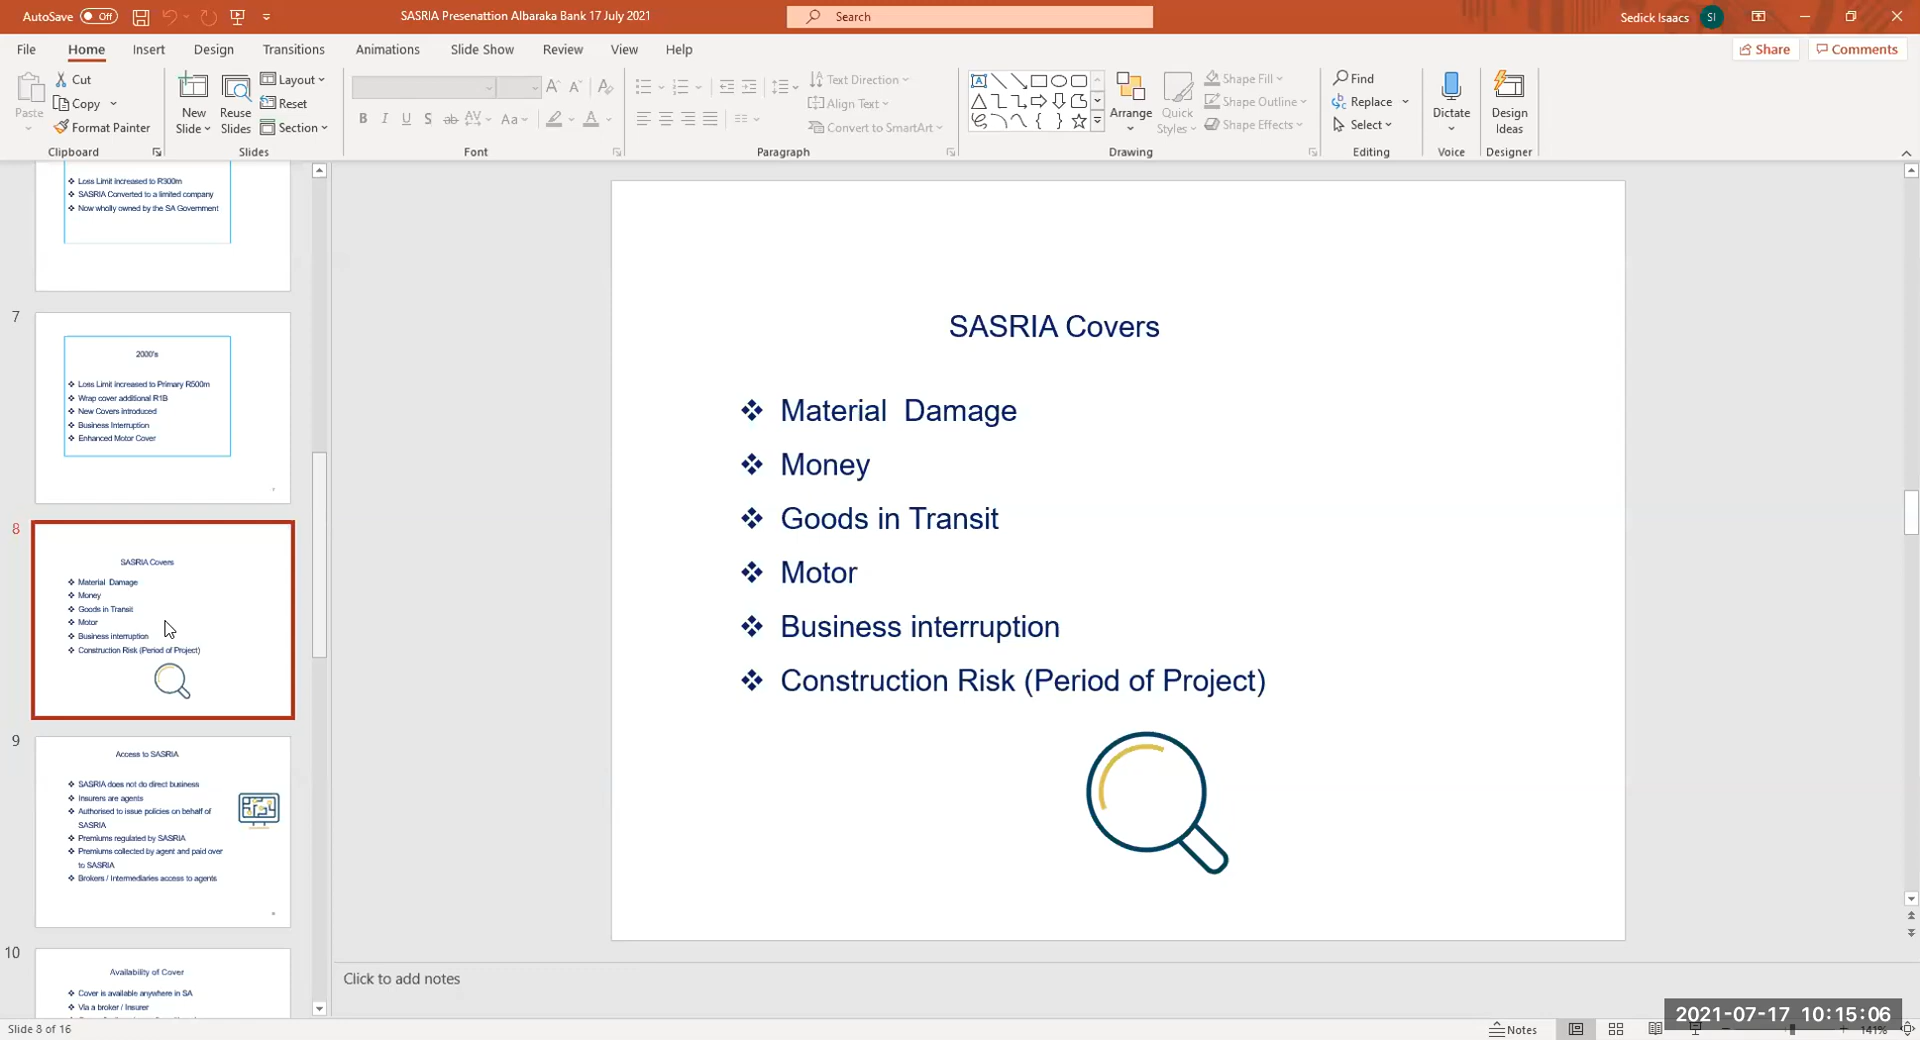 AutoSave Off
SASRIA Presenattion Albaraka Bank 17 July 2021
Search
Sedick Isaacs SI
File Home Insert Design Transitions Animations Slide Show Review View Help
Share Comments
Paste
Cut
Copy
Format Painter
Clipboard
New Slide
Reuse Slides
Layout
Reset
Section
Slides
B I U S ab AV Aa A
Font
Text Direction
Align Text
Convert to SmartArt
Paragraph
Arrange
Quick Styles
Shape Fill
Shape Outline
Shape Effects
Drawing
Find
Replace
Select
Editing
Dictate
Voice
Design Ideas
Designer
Loss Limit increased to R300m
SASRIA Converted to a limited company
Now wholly owned by the SA Government
7
2000's
Loss Limit increased to Primary R500m
Wrap cover additional R1B
New Covers introduced
Business Interruption
Enhanced Motor Cover
8
SASRIA Covers
Material Damage
Money
Goods in Transit
Motor
Business interruption
Construction Risk (Period of Project)
9
Access to SASRIA
SASRIA does not do direct business
Insurers are agents
Authorised to issue policies on behalf of
SASRIA
Premiums regulated by SASRIA
Premiums collected by agent and paid over
to SASRIA
Brokers / Intermediaries access to agents
10
Availability of Cover
Cover is available anywhere in SA
Via a broker / Insurer
SASRIA Covers
Material Damage
Money
Goods in Transit
Motor
Business interruption
Construction Risk (Period of Project)
Click to add notes
Slide 8 of 16
Notes
2021-07-17 10:15:06
141%